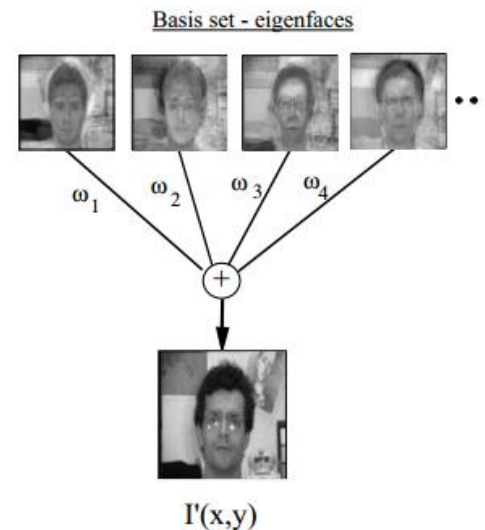 Basis set - eigenfaces
ω1 ω2 ω3 ω4
+
I'(x,y)